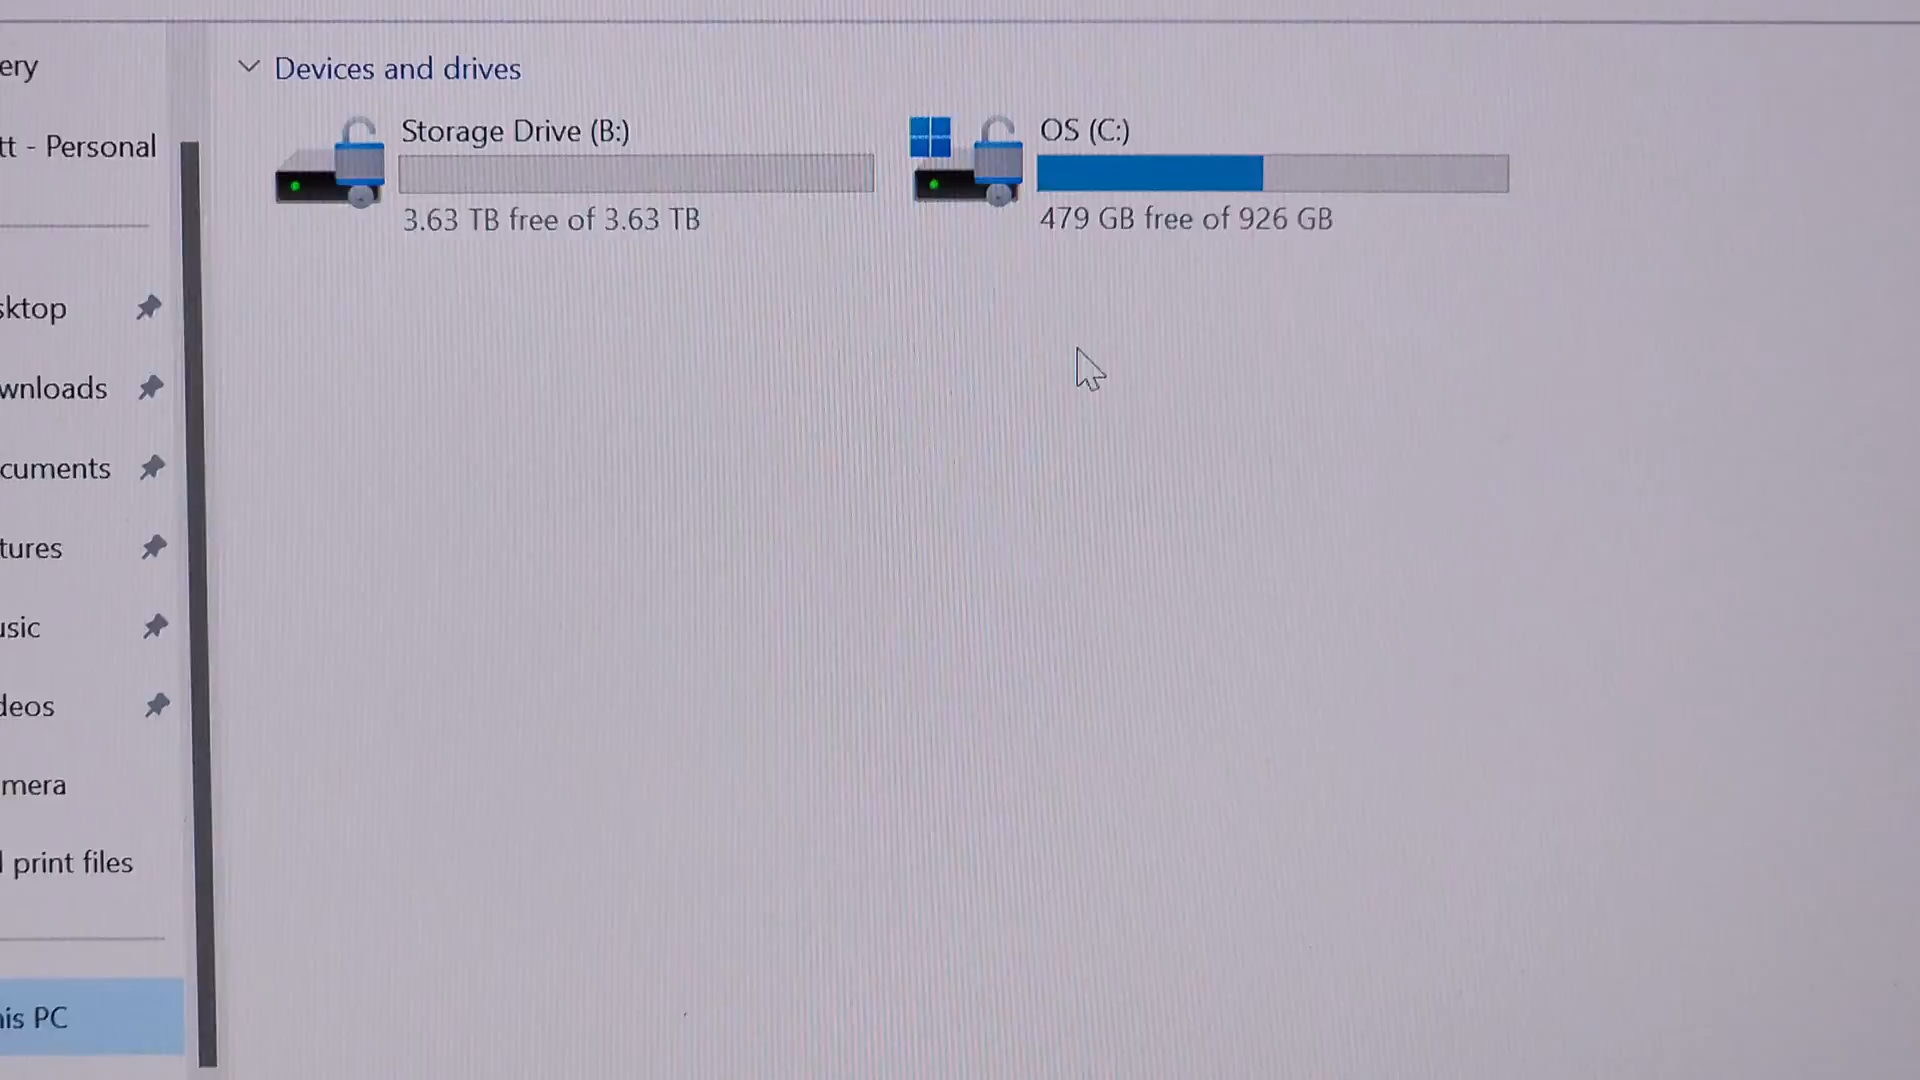 ery
tt - Personal
sktop
wnloads
cuments
tures
usic
deos
mera
print files
his PC
Devices and drives
Storage Drive (B:)
3.63 TB free of 3.63 TB
OS (C:)
479 GB free of 926 GB